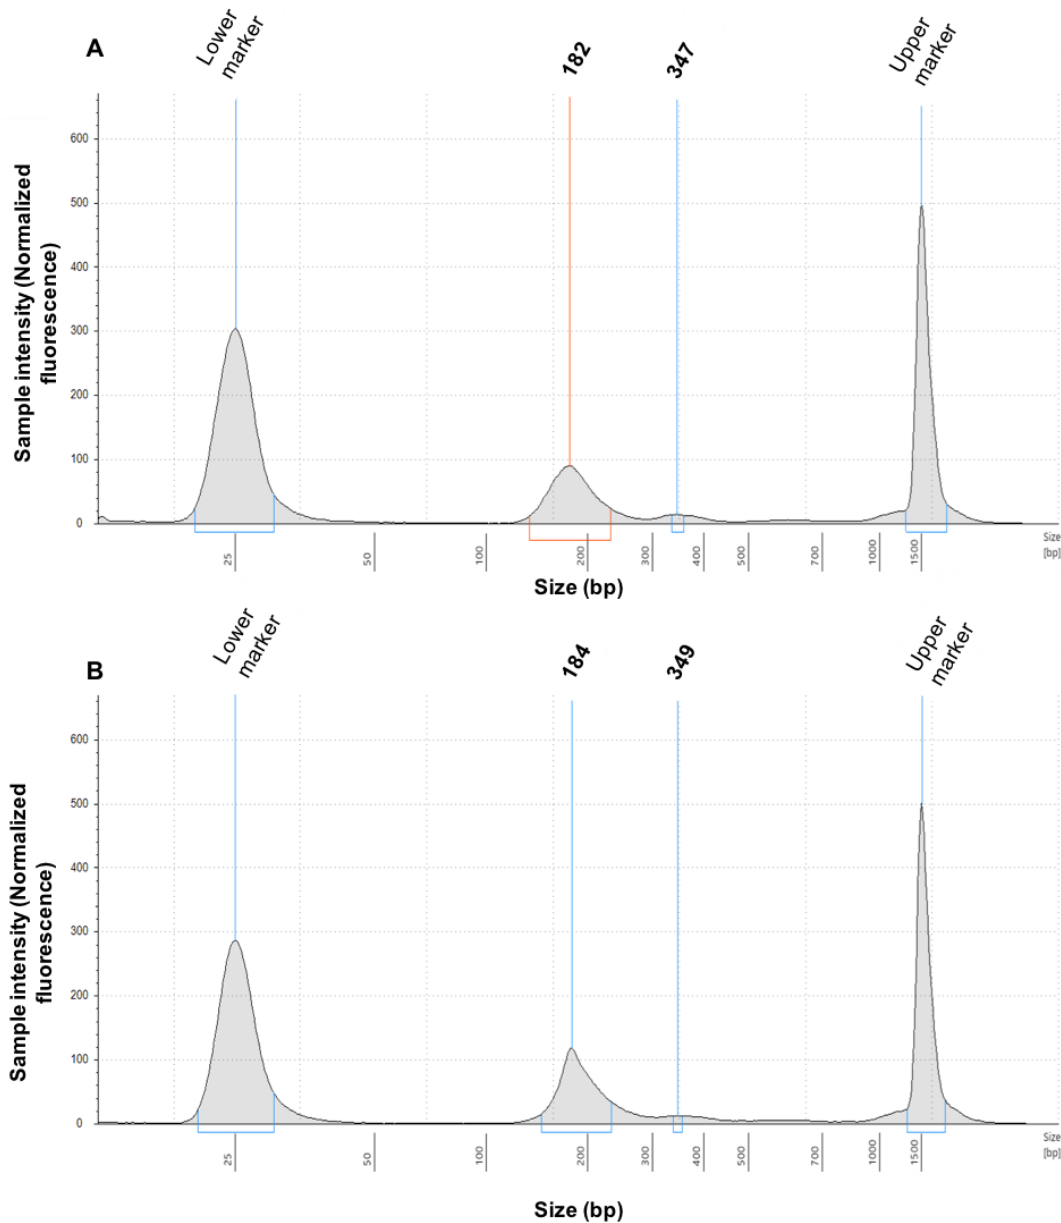 A
Lower
marker
182
347
Upper
marker
Sample intensity (Normalized
fluorescence)
600
500
400
300
200
100
0
25
50
100
200
300
400
500
700
1000
1500
Size
[bp]
Size (bp)
B
Lower
marker
184
349
Upper
marker
Sample intensity (Normalized
fluorescence)
600
500
400
300
200
100
0
25
50
100
200
300
400
500
700
1000
1500
Size
[bp]
Size (bp)